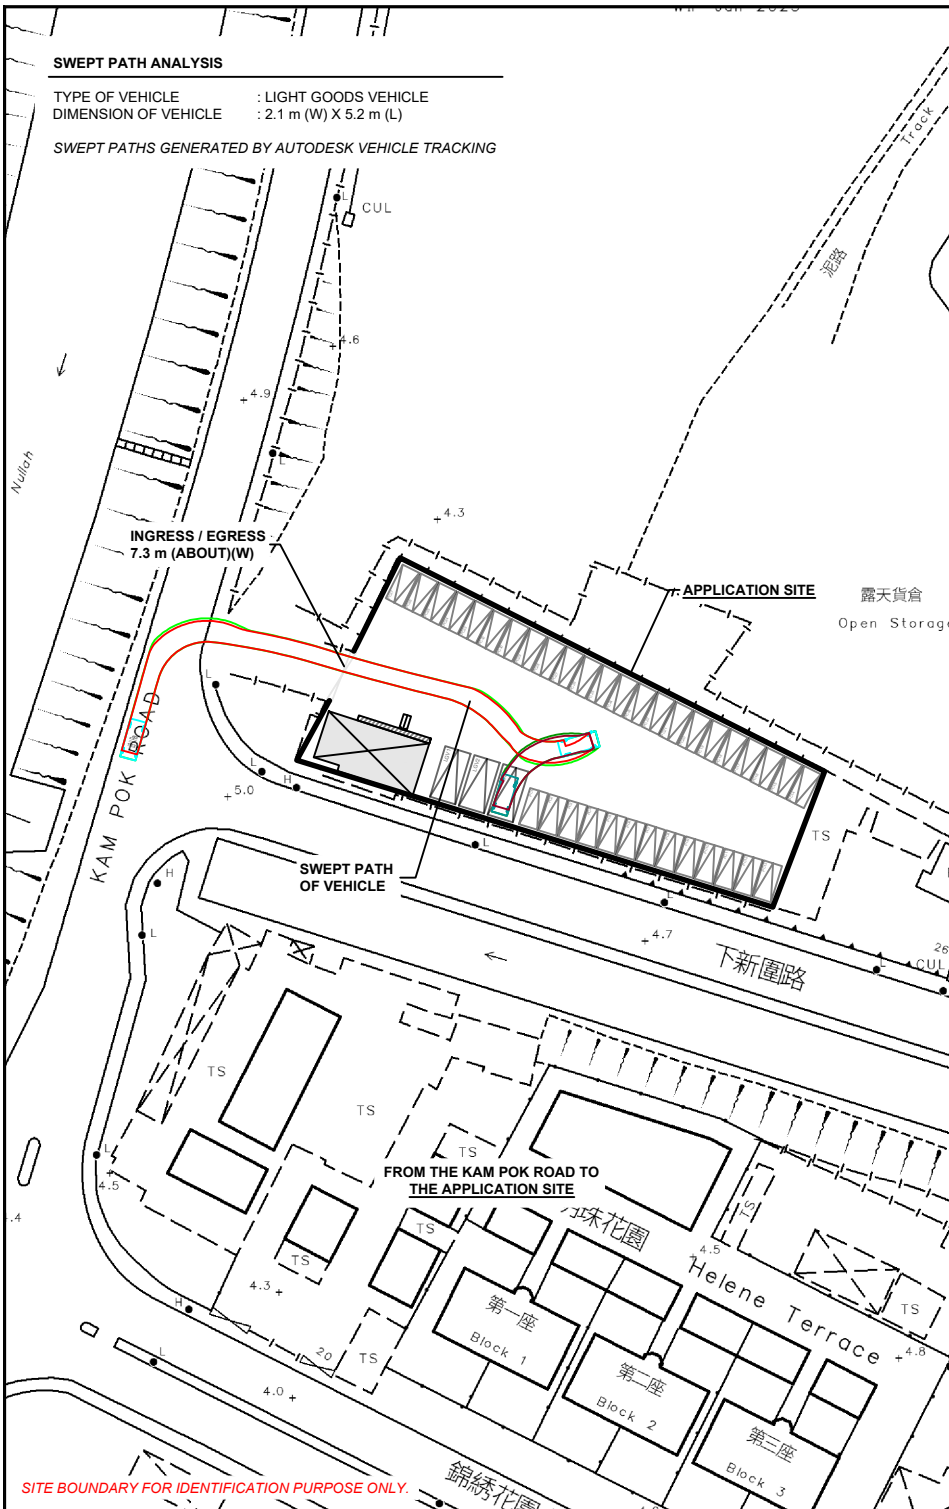 SWEPT PATH ANALYSIS
TYPE OF VEHICLE : LIGHT GOODS VEHICLE
DIMENSION OF VEHICLE : 2.1 m (W) X 5.2 m (L)
SWEPT PATHS GENERATED BY AUTODESK VEHICLE TRACKING
L
CUL
Track
泥路
4.6
4.9
L
Nullah
4.3
INGRESS / EGRESS
7.3 m (ABOUT)(W)
APPLICATION SITE
露天貨倉
Open Storage
L
KAM POK ROAD
L
H
5.0
TS
L
SWEPT PATH
OF VEHICLE
H
L
L
4.7
下新圍路
L
26
CUL
TS
TS
TS
L
4.5
FROM THE KAM POK ROAD TO
THE APPLICATION SITE
珠花園
TS
TS
TS
.4
4.5
Helene Terrace
4.3
H
TS
第一座
Block 1
20
TS
L
4.8
第二座
Block 2
4.0
第三座
Block 3
錦綉花園
SITE BOUNDARY FOR IDENTIFICATION PURPOSE ONLY.